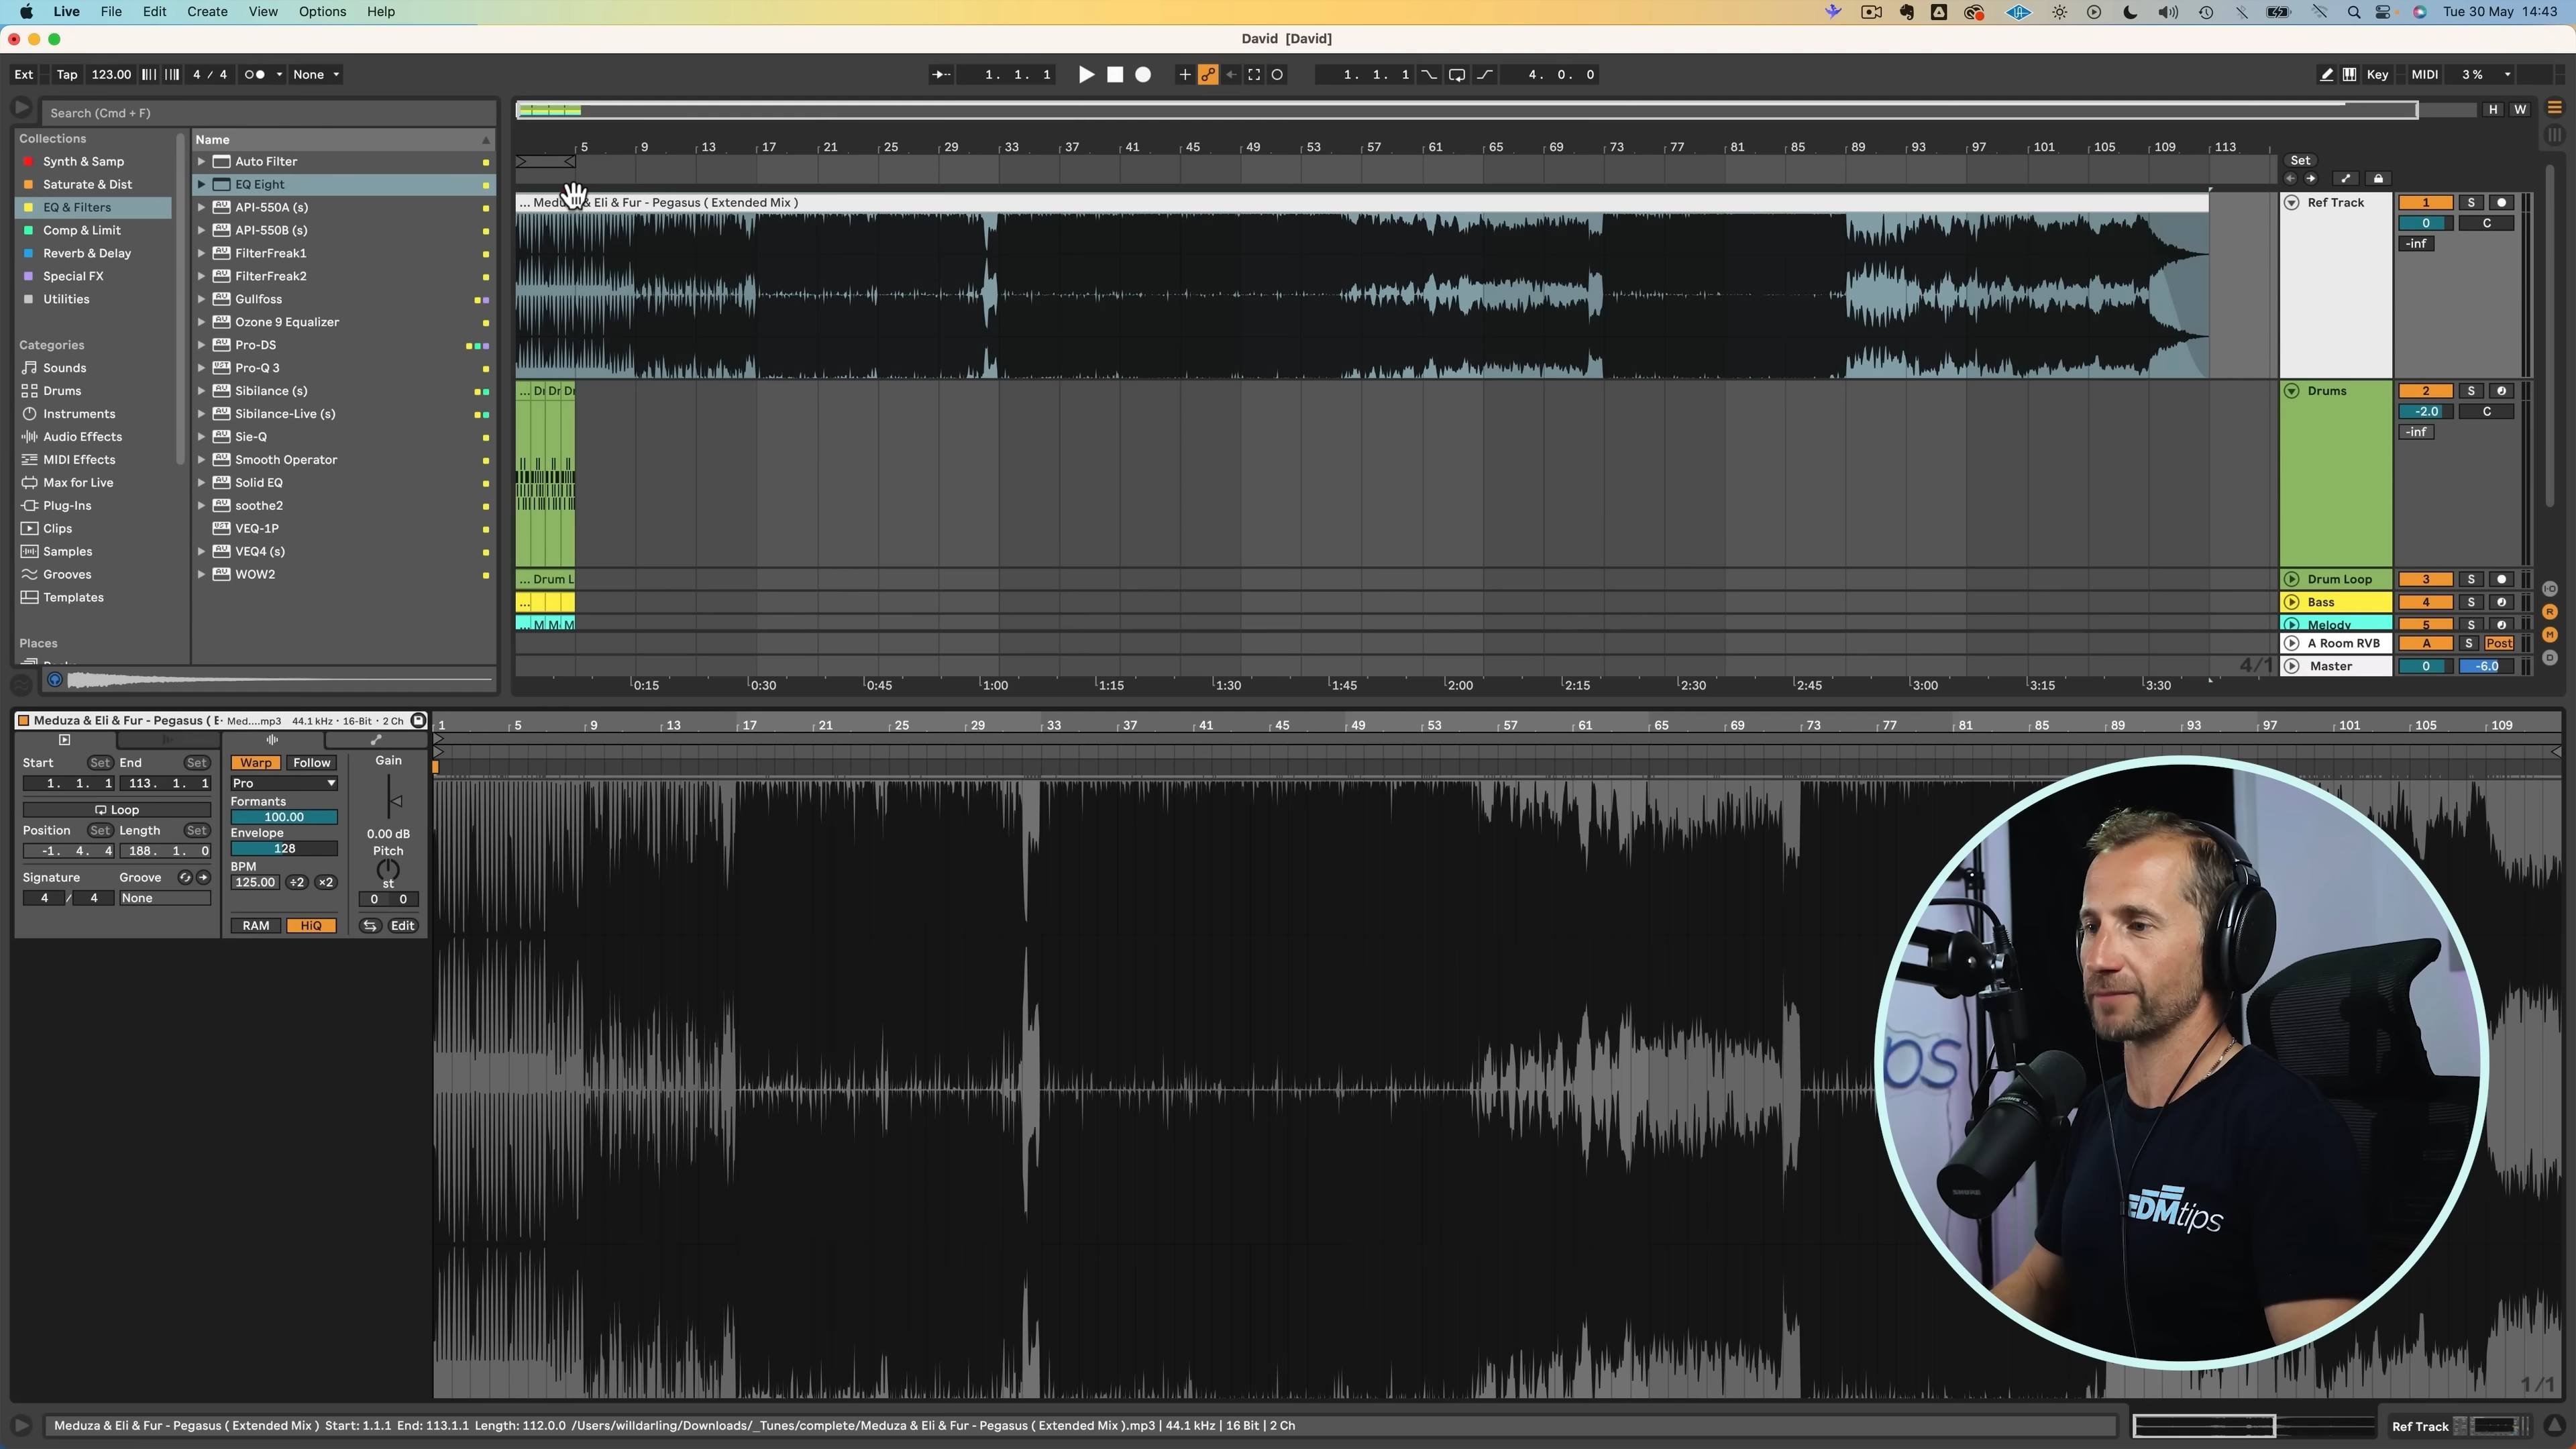 Live File Edit Create View Options Help Tue 30 May 14:43
David [David]
Ext Tap 123.00 4 / 4 None 1. 1. 1 1. 1. 1 4. 0. 0 Key MIDI 3 %
Search (Cmd + F)
H W
Collections
Synth & Samp
Saturate & Dist
EQ & Filters
Comp & Limit
Reverb & Delay
Special FX
Utilities
Categories
Sounds
Drums
Instruments
Audio Effects
MIDI Effects
Max for Live
Plug-Ins
Clips
Samples
Grooves
Templates
Places
Name
Auto Filter
EQ Eight
API-550A (s)
API-550B (s)
FilterFreak1
FilterFreak2
Gullfoss
Ozone 9 Equalizer
Pro-DS
Pro-Q 3
Sibilance (s)
Sibilance-Live (s)
Sie-Q
Smooth Operator
Solid EQ
soothe2
VEQ-1P
VEQ4 (s)
WOW2
5 9 13 17 21 25 29 33 37 41 45 49 53 57 61 65 69 73 77 81 85 89 93 97 101 105 109 113
Set
... Med & Eli & Fur - Pegasus ( Extended Mix )
Ref Track 1 S
0 C
-inf
... Dr Dr Dr
Drums 2 S
-2.0 C
-inf
... Drum L
Drum Loop 3 S
...
Bass 4 S
... M M M
Melody 5 S
A Room RVB A S Post
4/1
Master 0 -6.0
0:15 0:30 0:45 1:00 1:15 1:30 1:45 2:00 2:15 2:30 2:45 3:00 3:15 3:30
Meduza & Eli & Fur - Pegasus ( E Med....mp3 44.1 kHz · 16-Bit · 2 Ch
Start Set End Set
1. 1. 1 113. 1. 1
Loop
Position Set Length Set
-1. 4. 4 188. 1. 0
Signature Groove
4 / 4 None
Warp Follow
Pro
Formants
100.00
Envelope
128
BPM
125.00 ÷2 ×2
RAM HiQ
Gain
0.00 dB
Pitch
st
0 0
Edit
1 5 9 13 17 21 25 29 33 37 41 45 49 53 57 61 65 69 73 77 81 85 89 93 97 101 105 109
bs
EDMtips
1/1
Meduza & Eli & Fur - Pegasus ( Extended Mix ) Start: 1.1.1 End: 113.1.1 Length: 112.0.0 /Users/willdarling/Downloads/_Tunes/complete/Meduza & Eli & Fur - Pegasus ( Extended Mix ).mp3 | 44.1 kHz | 16 Bit | 2 Ch
Ref Track